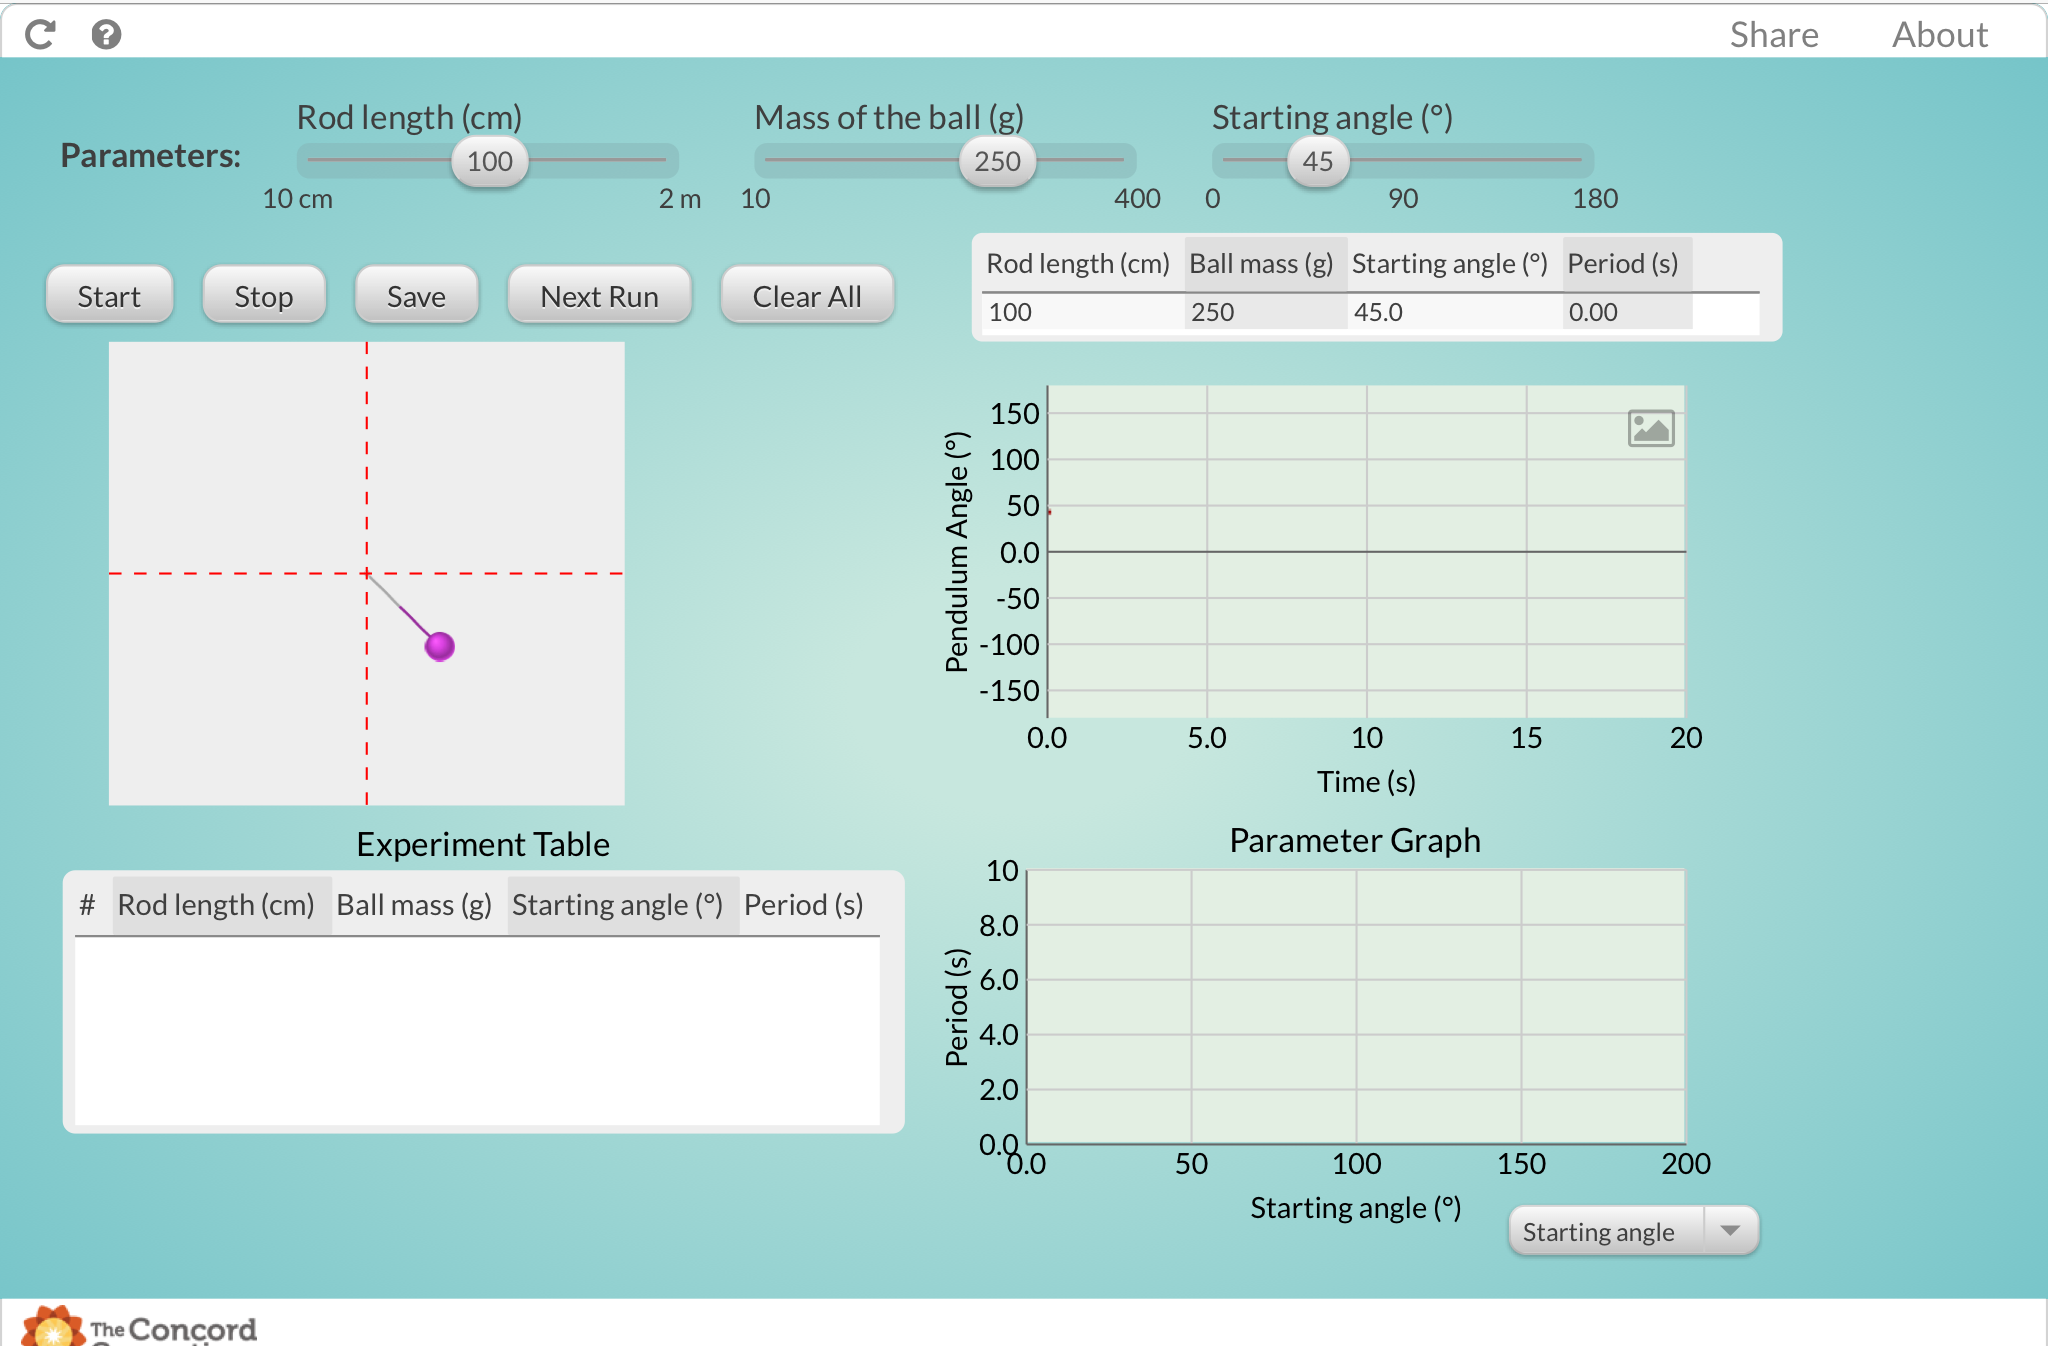 Share About
Rod length (cm) Mass of the ball (g) Starting angle (°)
Parameters: 100 250 45
10 cm 2 m 10 400 0 90 180
Start Stop Save Next Run Clear All
Rod length (cm) Ball mass (g) Starting angle (°) Period (s)
100 250 45.0 0.00
Pendulum Angle (°)
150
100
50
0.0
-50
-100
-150
0.0 5.0 10 15 20
Time (s)
Experiment Table
# Rod length (cm) Ball mass (g) Starting angle (°) Period (s)
Parameter Graph
Period (s)
10
8.0
6.0
4.0
2.0
0.0
0.0 50 100 150 200
Starting angle (°)
Starting angle
The Concord